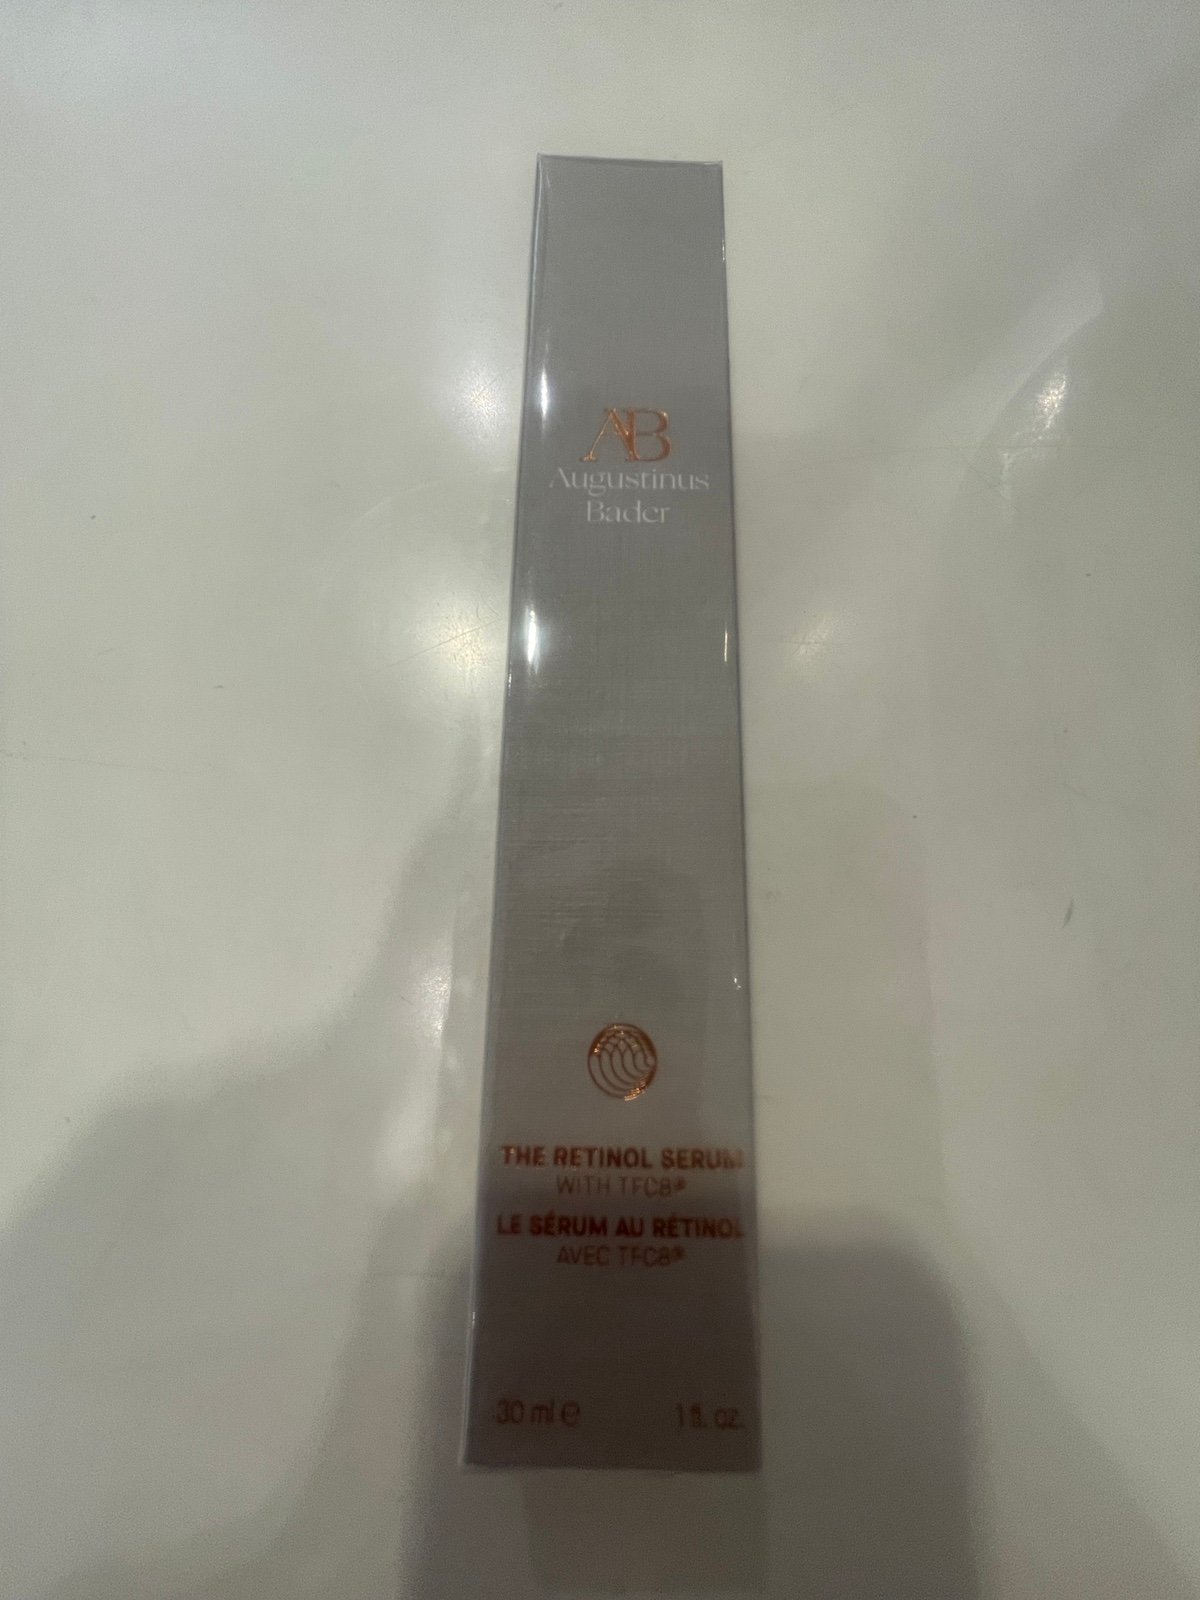 AB
Augustinus
Bader
THE RETINOL SERUM
WITH TFC8®
LE SÉRUM AU RÉTINOL
AVEC TFC8®
30 ml ℮
1 fl. oz.